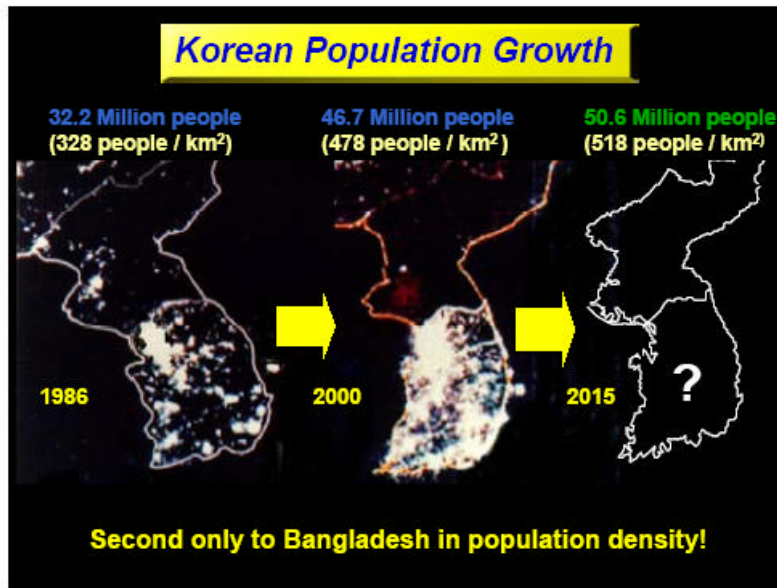 Korean Population Growth
32.2 Million people
(328 people / km²)
46.7 Million people
(478 people / km² )
50.6 Million people
(518 people / km²⁾
1986
2000
2015
?
Second only to Bangladesh in population density!